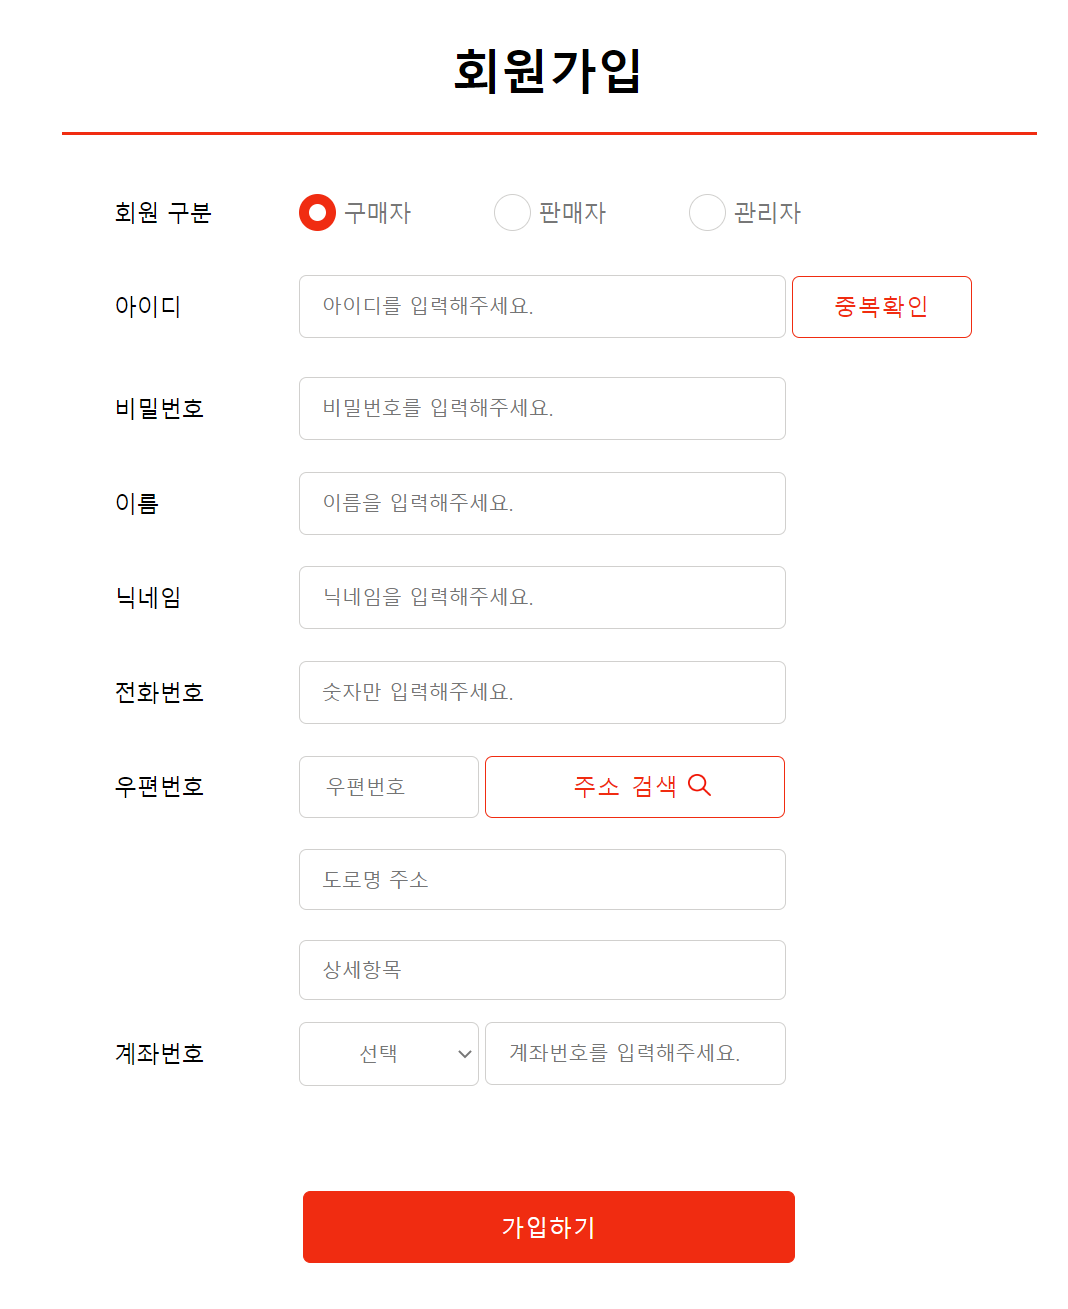 회원가입
회원 구분 구매자 판매자 관리자
아이디 아이디를 입력해주세요. 중복확인
비밀번호 비밀번호를 입력해주세요.
이름 이름을 입력해주세요.
닉네임 닉네임을 입력해주세요.
전화번호 숫자만 입력해주세요.
우편번호 우편번호 주소 검색
도로명 주소
상세항목
계좌번호 선택 계좌번호를 입력해주세요.
가입하기